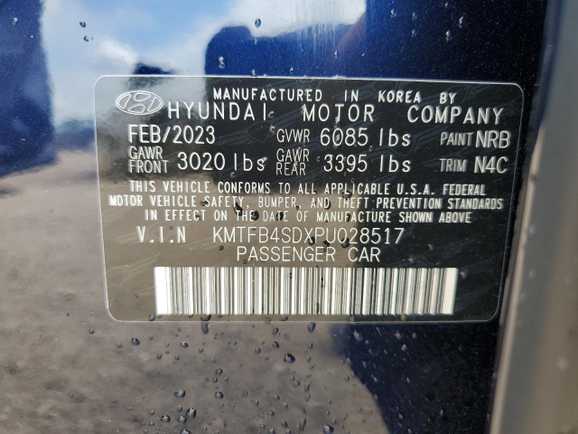 MANUFACTURED IN KOREA BY
HYUNDAI MOTOR COMPANY
FEB/2023 GVWR 6085 lbs PAINT NRB
GAWR FRONT 3020 lbs GAWR REAR 3395 lbs TRIM N4C
THIS VEHICLE CONFORMS TO ALL APPLICABLE U.S.A. FEDERAL
MOTOR VEHICLE SAFETY, BUMPER, AND THEFT PREVENTION STANDARDS
IN EFFECT ON THE DATE OF MANUFACTURE SHOWN ABOVE
V.I.N KMTFB4SDXPU028517
PASSENGER CAR